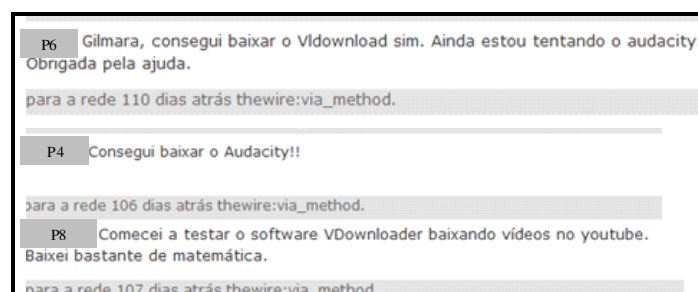 P6 Gilmara, consegui baixar o Vldownload sim. Ainda estou tentando o audacity
Obrigada pela ajuda.
para a rede 110 dias atrás thewire:via_method.
P4 Consegui baixar o Audacity!!
para a rede 106 dias atrás thewire:via_method.
P8 Comecei a testar o software VDownloader baixando vídeos no youtube.
Baixei bastante de matemática.
para a rede 107 dias atrás thewire:via_method.